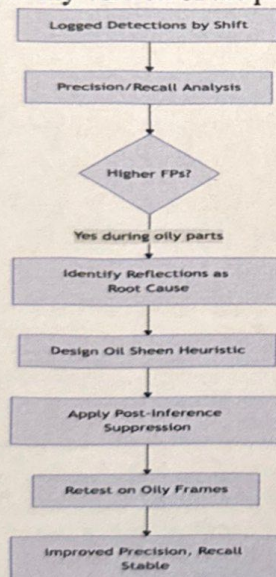 Logged Detections by Shift
Precision/Recall Analysis
Higher FPs?
Yes during oily parts
Identify Reflections as
Root Cause
Design Oil Sheen Heuristic
Apply Post-Inference
Suppression
Retest on Oily Frames
Improved Precision, Recall
Stable